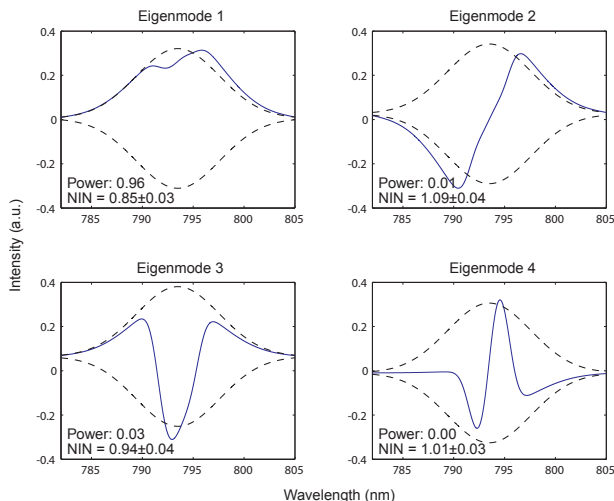 Eigenmode 1
Eigenmode 2
0.4
0.2
0
-0.2
-0.4
Power: 0.96
NIN = 0.85±0.03
785 790 795 800 805
0.4
0.2
0
-0.2
-0.4
Power: 0.01
NIN = 1.09±0.04
785 790 795 800 805
Intensity (a.u.)
Eigenmode 3
Eigenmode 4
0.4
0.2
0
-0.2
-0.4
Power: 0.03
NIN = 0.94±0.04
785 790 795 800 805
0.4
0.2
0
-0.2
-0.4
Power: 0.00
NIN = 1.01±0.03
785 790 795 800 805
Wavelength (nm)